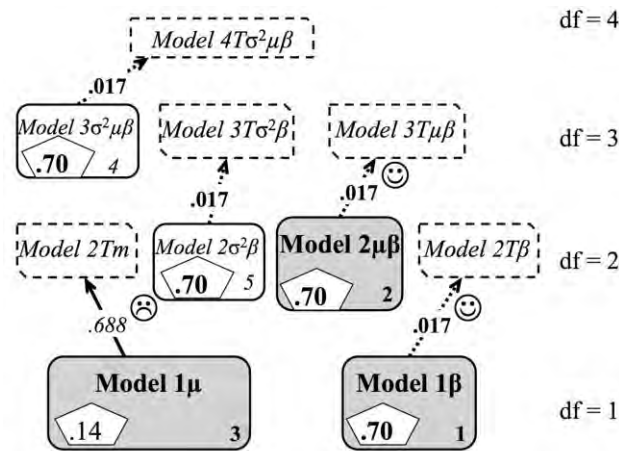 df = 4
Model 4Tσ²μβ
.017
Model 3σ²μβ
.70
4
Model 3Tσ²β
Model 3Tμβ
df = 3
.017
.017
Model 2Tm
Model 2σ²β
.70
5
Model 2μβ
.70
2
Model 2Tβ
df = 2
.688
.017
Model 1μ
.14
3
Model 1β
.70
1
df = 1